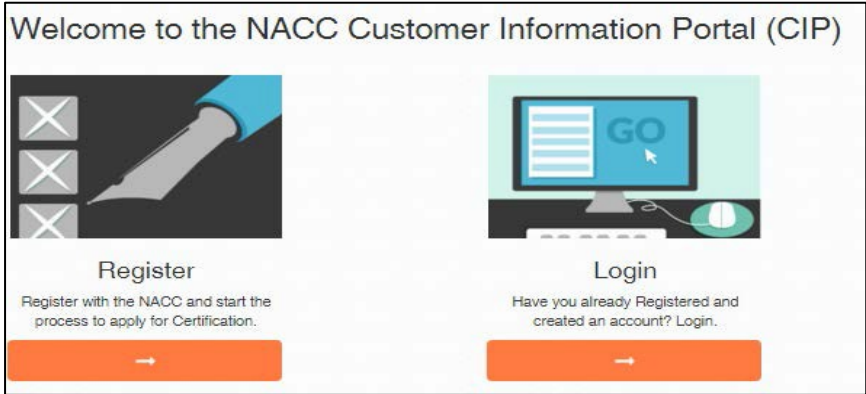 Welcome to the NACC Customer Information Portal (CIP)
GO
Register
Register with the NACC and start the
process to apply for Certification.
Login
Have you already Registered and
created an account? Login.